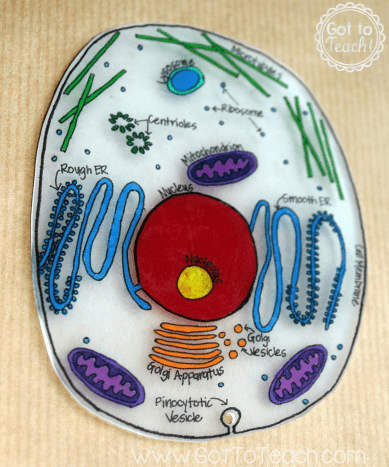 Got to
Teach!
Microtubules
Lysosome
Ribosome
Centrioles
Mitochondrion
Rough ER
Nucleus
Smooth ER
Nucleolus
Cell Membrane
Golgi
Vesicles
Golgi Apparatus
Pinocytotic
Vesicle
www.GotToTeach.com